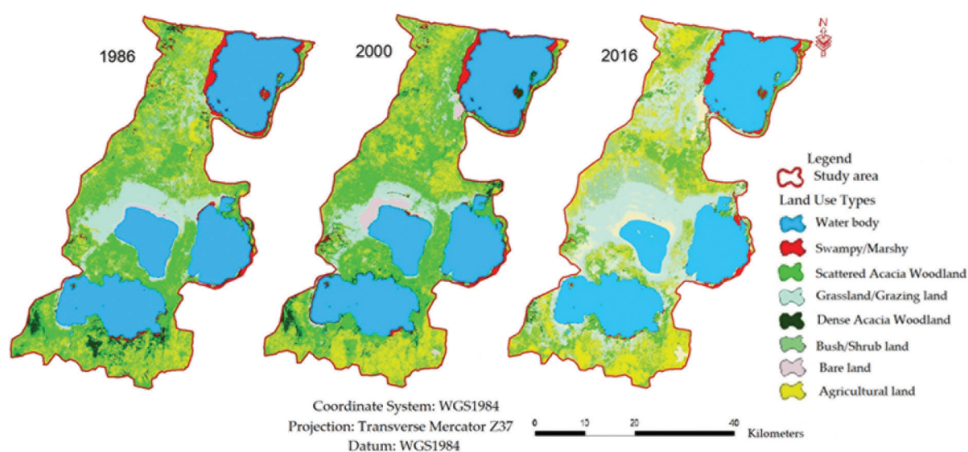 1986
2000
2016
N
Legend
Study area
Land Use Types
Water body
Swampy/Marshy
Scattered Acacia Woodland
Grassland/Grazing land
Dense Acacia Woodland
Bush/Shrub land
Bare land
Agricultural land
Coordinate System: WGS1984
Projection: Transverse Mercator Z37
Datum: WGS1984
0 10 20 40
Kilometers